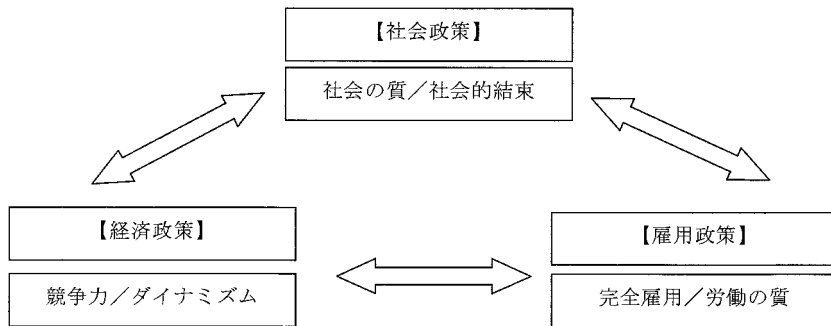 【社会政策】
社会の質／社会的結束
【経済政策】
競争力／ダイナミズム
【雇用政策】
完全雇用／労働の質